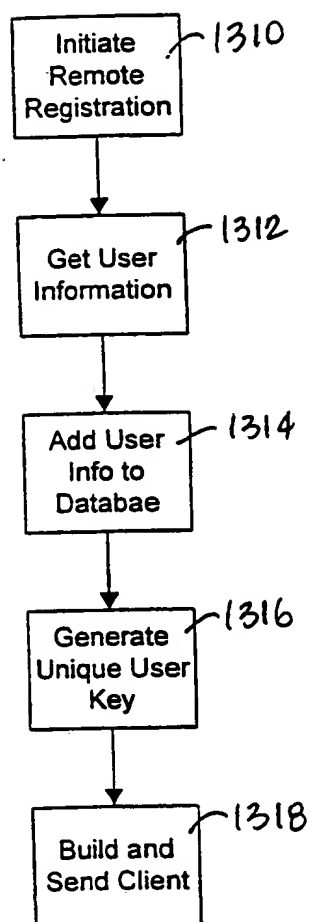 Initiate
Remote
Registration
1310
Get User
Information
1312
Add User
Info to
Databae
1314
Generate
Unique User
Key
1316
Build and
Send Client
1318